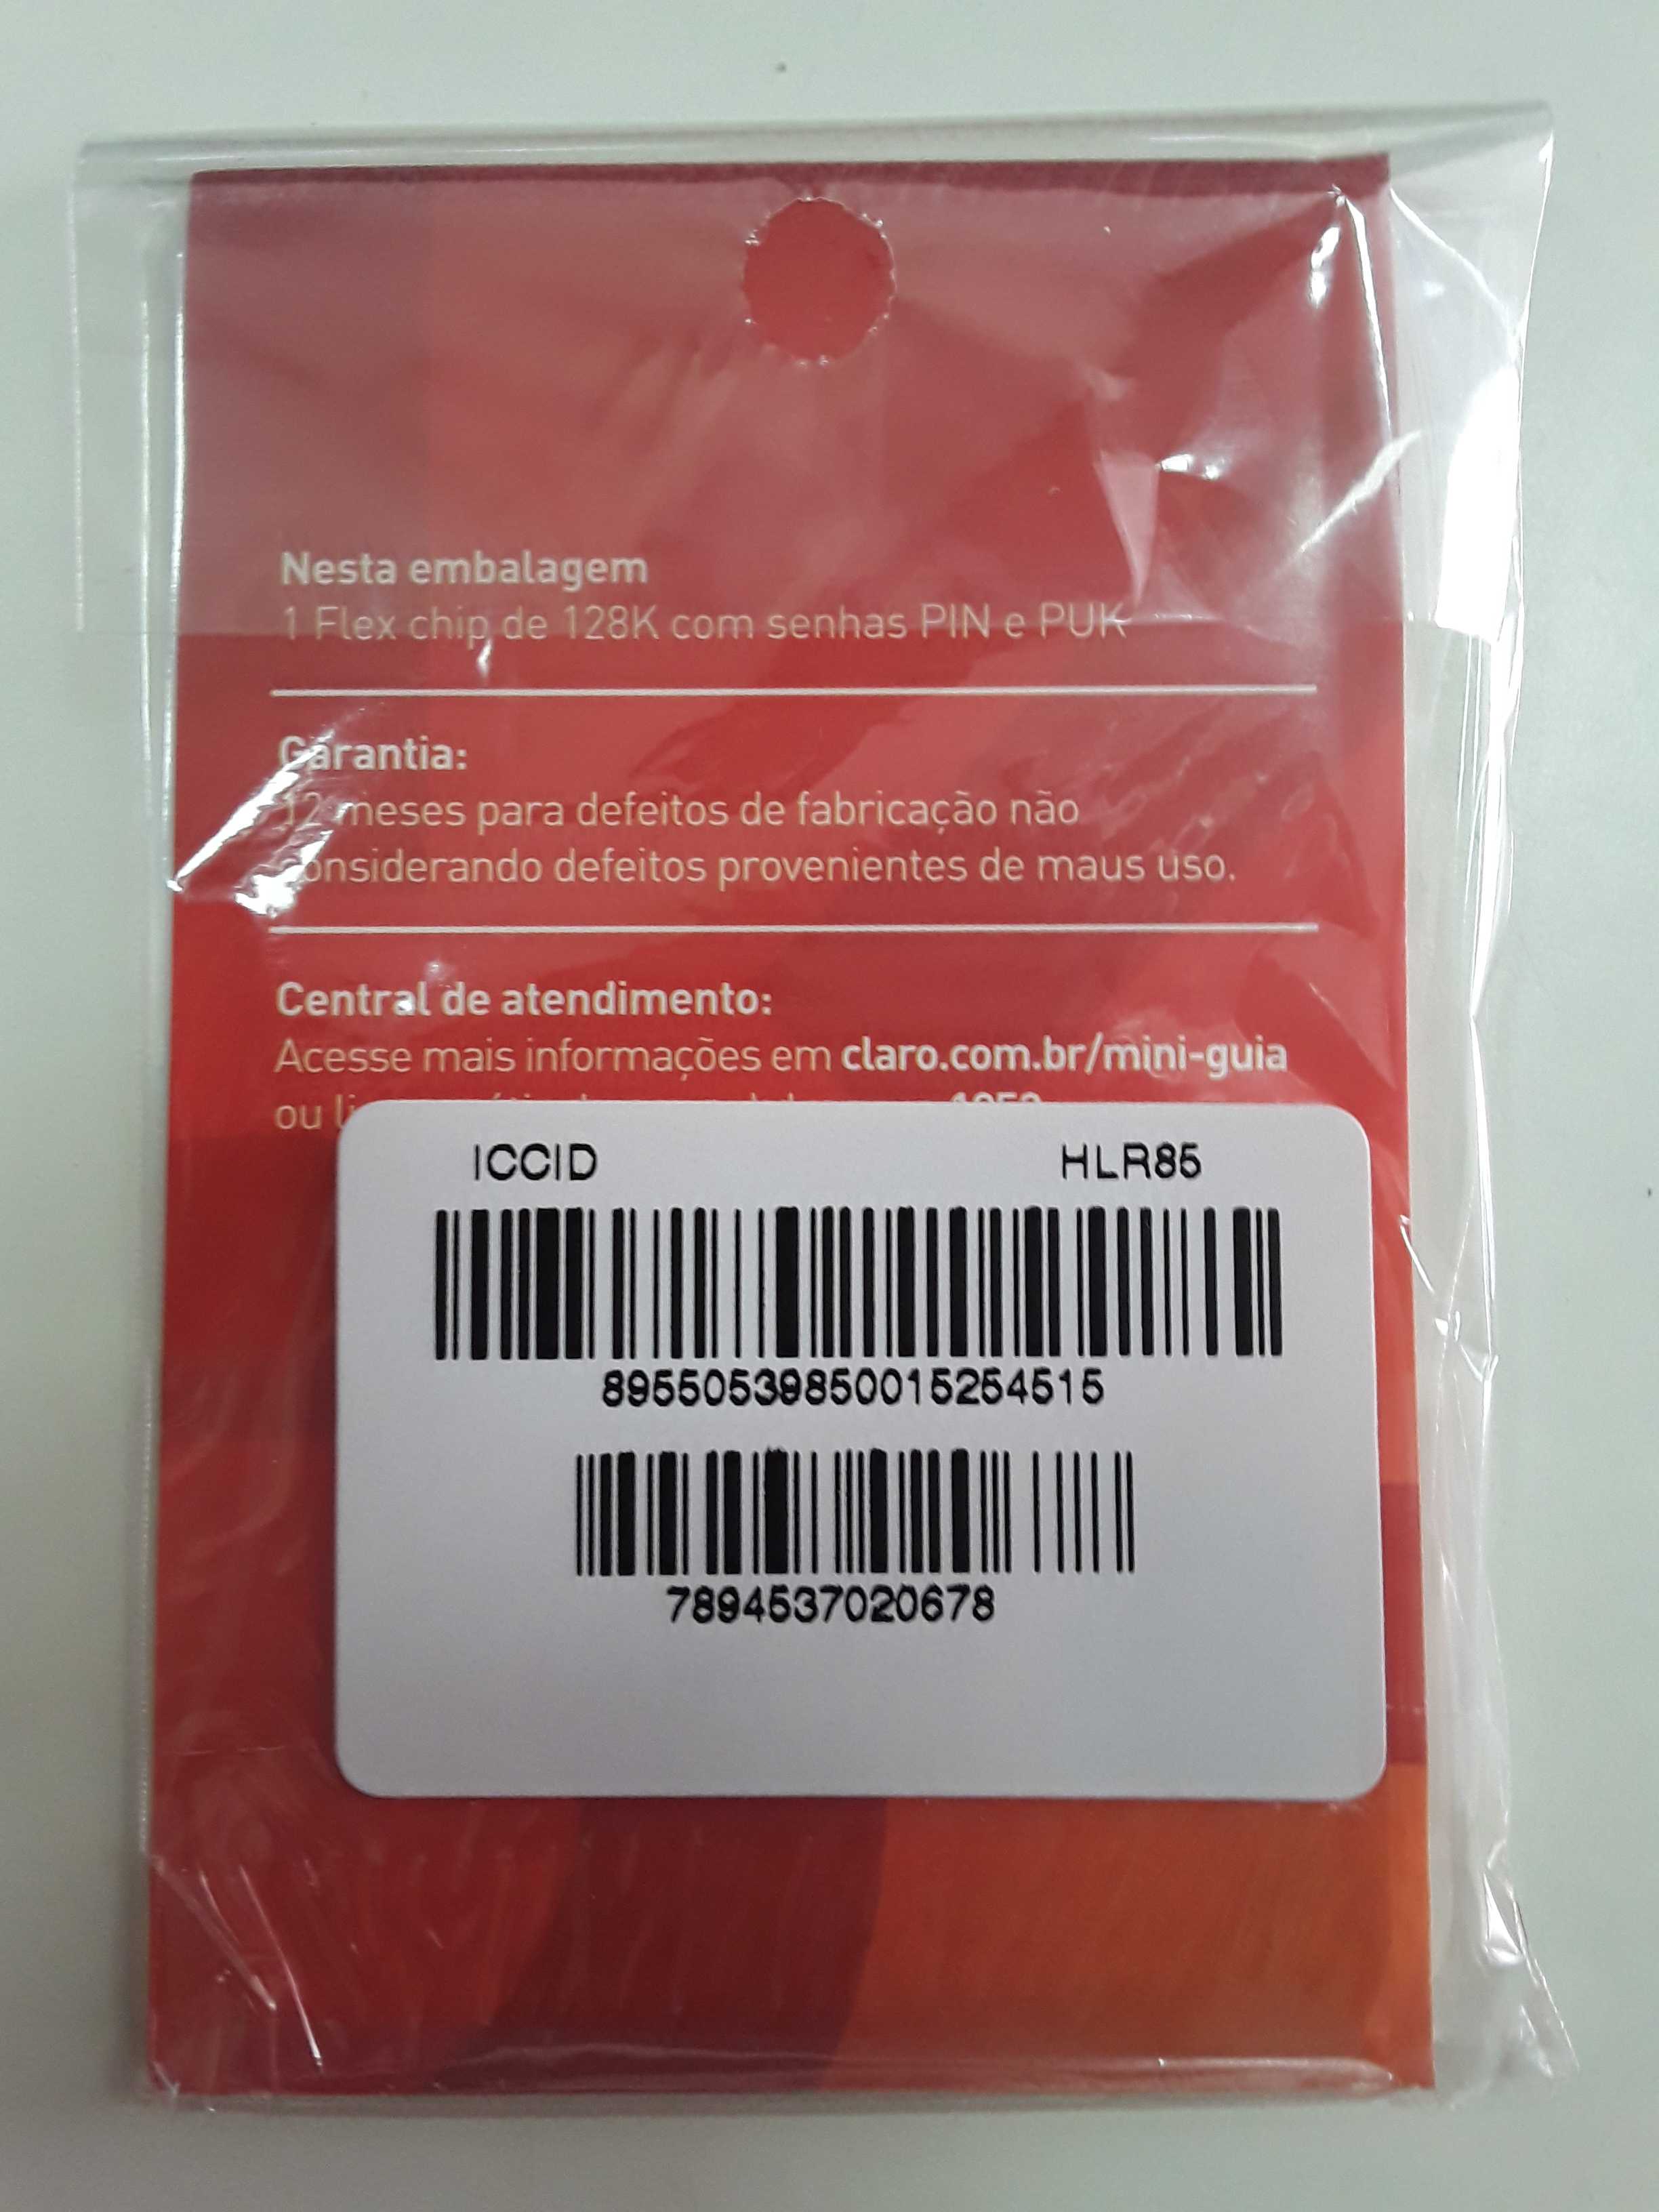 Nesta embalagem
1 Flex chip de 128K com senhas PIN e PUK
Garantia:
12 meses para defeitos de fabricação não
considerando defeitos provenientes de maus uso.
Central de atendimento:
Acesse mais informações em claro.com.br/mini-guia
ou
ICCID HLR85
89550539850015254515
7894537020678